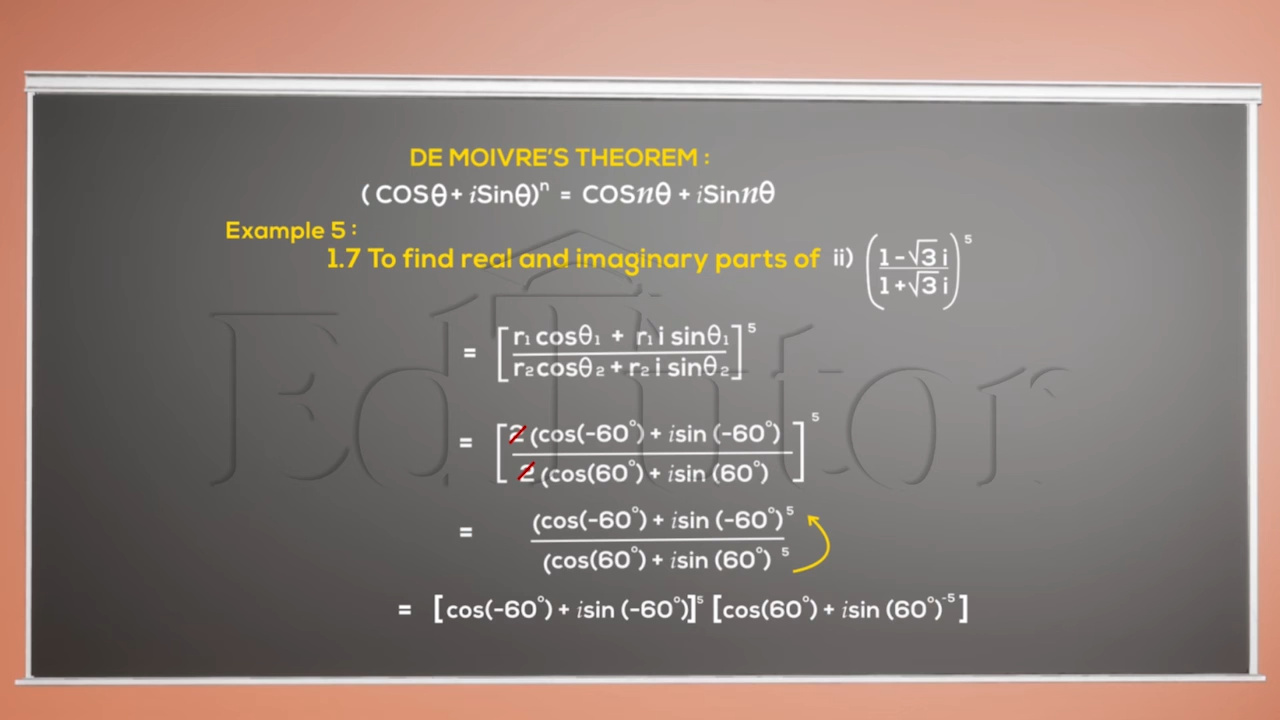 DE MOIVRE'S THEOREM :
( COSθ + iSinθ)ⁿ = COSnθ + iSinnθ
Example 5 :
1.7 To find real and imaginary parts of ii) ((1-√3 i)/(1+√3 i))⁵
= [(r₁ cosθ₁ + r₁ i sinθ₁)/(r₂cosθ₂ + r₂ i sinθ₂)]⁵
= [2 (cos(-60°) + isin (-60°)/2 (cos(60°) + isin (60°)]⁵
= (cos(-60°) + isin (-60°)⁵/(cos(60°) + isin (60°) ⁵
= [cos(-60°) + isin (-60°)]⁵ [cos(60°) + isin (60°)⁻⁵]
EdTutor